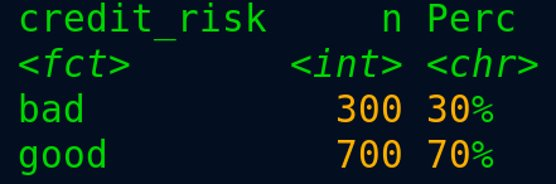 credit_risk n Perc
<fct> <int> <chr>
bad 300 30%
good 700 70%